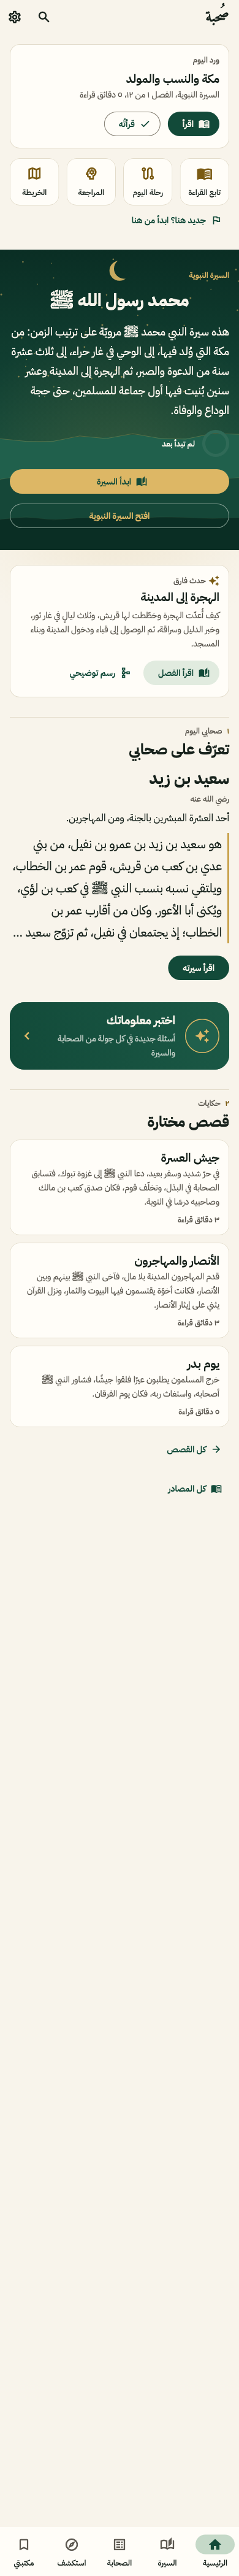 صُحبة
ورد اليوم
مكة والنسب والمولد
السيرة النبوية، الفصل ١ من ١٢، ٥ دقائق قراءة
اقرأ
قرأتُه
تابع القراءة
رحلة اليوم
المراجعة
الخريطة
جديد هنا؟ ابدأ من هنا
السيرة النبوية
محمد رسول الله ﷺ
هذه سيرة النبي محمد ﷺ مرويّة على ترتيب الزمن: من
مكة التي وُلد فيها، إلى الوحي في غار حراء، إلى ثلاث عشرة
سنة من الدعوة والصبر، ثم الهجرة إلى المدينة وعشر
سنين بُنيت فيها أول جماعة للمسلمين، حتى حجة
الوداع والوفاة.
لم تبدأ بعد
ابدأ السيرة
افتح السيرة النبوية
حدث فارق
الهجرة إلى المدينة
كيف أُعدّت الهجرة وتخطيطُ لها قريش، وثلاث ليالٍ في غار ثور،
وخبر الدليل وسراقة، ثم الوصول إلى قباء ودخول المدينة وبناء
المسجد.
اقرأ الفصل
رسم توضيحي
١ صحابي اليوم
تعرّف على صحابي
سعيد بن زيد
رضي الله عنه
أحد العشرة المبشرين بالجنة، ومن المهاجرين.
هو سعيد بن زيد بن عمرو بن نفيل، من بني
عدي بن كعب من قريش، قوم عمر بن الخطاب،
ويلتقي نسبه بنسب النبي ﷺ في كعب بن لؤي،
ويُكنى أبا الأعور. وكان من أقارب عمر بن
الخطاب؛ إذ يجتمعان في نفيل، ثم تزوّج سعيد ...
اقرأ سيرته
اختبر معلوماتك
أسئلة جديدة في كل جولة من الصحابة
والسيرة
٢ حكايات
قصص مختارة
جيش العسرة
في حرّ شديد وسفر بعيد، دعا النبي ﷺ إلى غزوة تبوك، فتسابق
الصحابة في البذل، وتخلّف قوم، فكان صدق كعب بن مالك
وصاحبيه درسًا في التوبة.
٣ دقائق قراءة
الأنصار والمهاجرون
قدم المهاجرون المدينة بلا مال، فآخى النبي ﷺ بينهم وبين
الأنصار، فكانت أخوّة يقتسمون فيها البيوت والثمار، ونزل القرآن
يثني على إيثار الأنصار.
٣ دقائق قراءة
يوم بدر
خرج المسلمون يطلبون عيرًا فلقوا جيشًا، فشاور النبي ﷺ
أصحابه، واستغاث ربه، فكان يوم الفرقان.
٥ دقائق قراءة
كل القصص
كل المصادر
الرئيسية
السيرة
الصحابة
استكشف
مكتبتي